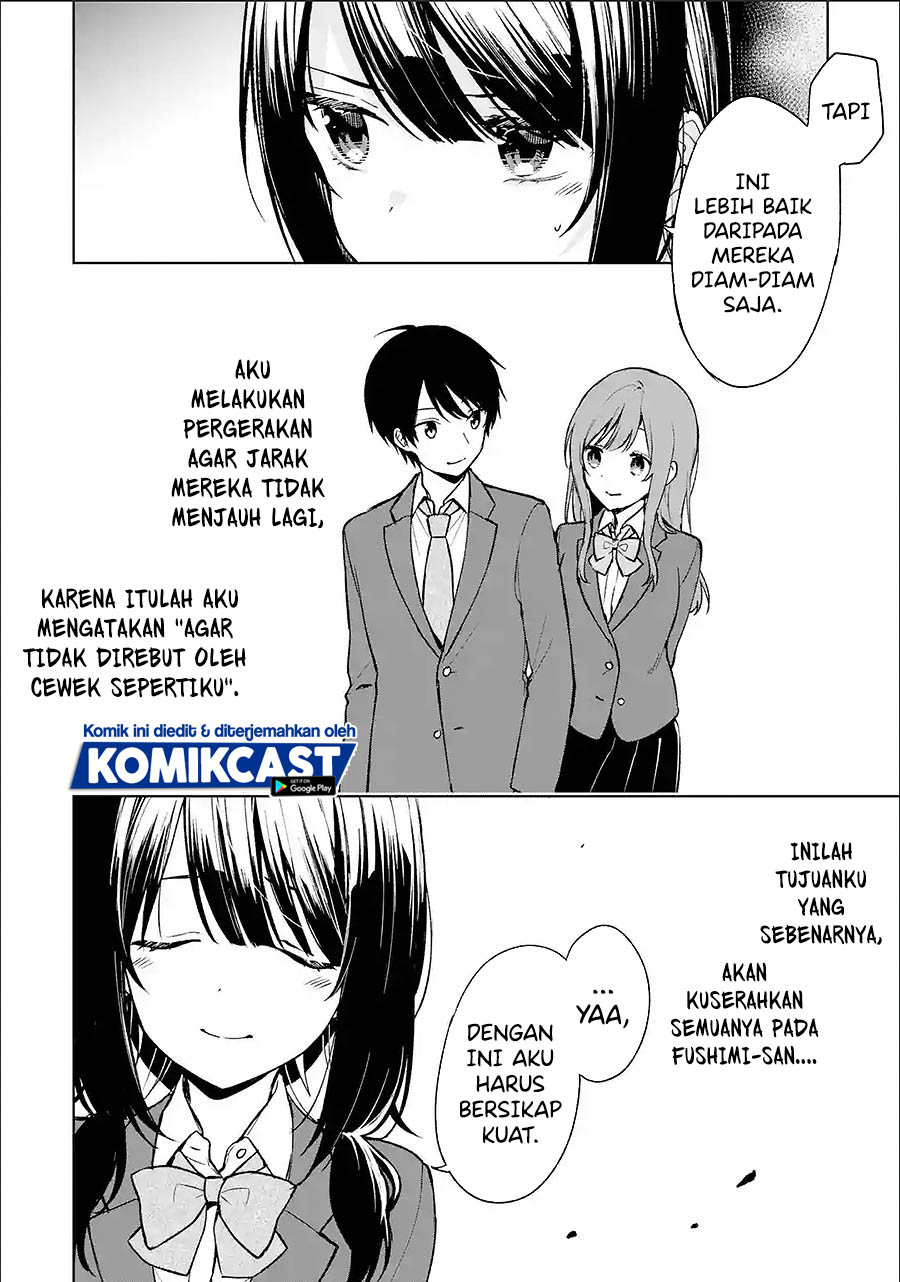 TAPI
INI
LEBIH BAIK
DARIPADA
MEREKA
DIAM-DIAM
SAJA.
AKU
MELAKUKAN
PERGERAKAN
AGAR JARAK
MEREKA TIDAK
MENJAUH LAGI,
KARENA ITULAH AKU
MENGATAKAN "AGAR
TIDAK DIREBUT OLEH
CEWEK SEPERTIKU".
Komik ini diedit & diterjemahkan oleh
KOMIKCAST
GET IT ON
Google Play
INILAH
TUJUANKU
YANG
SEBENARNYA,
AKAN
KUSERAHKAN
SEMUANYA PADA
FUSHIMI-SAN....
...
YAA,
DENGAN
INI AKU
HARUS
BERSIKAP
KUAT.